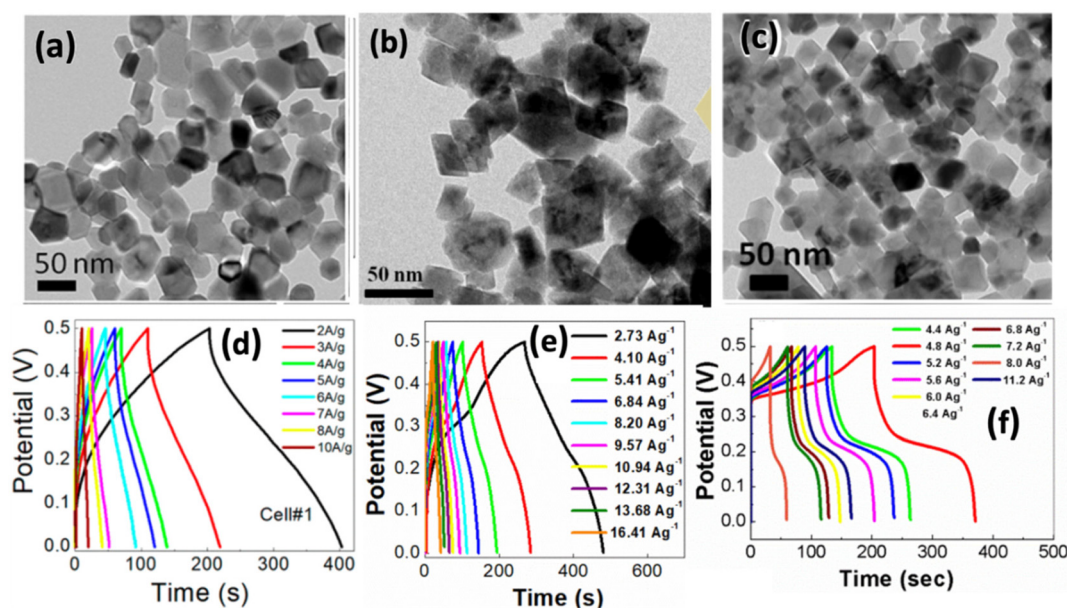 (a)
50 nm
(b)
50 nm
(c)
50 nm
Potential (V)
0.5
0.4
0.3
0.2
0.1
0.0
0 100 200 300 400
Time (s)
(d)
2A/g
3A/g
4A/g
5A/g
6A/g
7A/g
8A/g
10A/g
Cell#1
Potential (V)
0.5
0.4
0.3
0.2
0.1
0.0
0 200 400 600
Time (s)
(e)
2.73 Ag⁻¹
4.10 Ag⁻¹
5.41 Ag⁻¹
6.84 Ag⁻¹
8.20 Ag⁻¹
9.57 Ag⁻¹
10.94 Ag⁻¹
12.31 Ag⁻¹
13.68 Ag⁻¹
16.41 Ag⁻¹
Potential (V)
0.5
0.4
0.3
0.2
0.1
0.0
0 100 200 300 400 500
Time (sec)
4.4 Ag⁻¹ 6.8 Ag⁻¹
4.8 Ag⁻¹ 7.2 Ag⁻¹
5.2 Ag⁻¹ 8.0 Ag⁻¹
5.6 Ag⁻¹ 11.2 Ag⁻¹
6.0 Ag⁻¹
6.4 Ag⁻¹
(f)